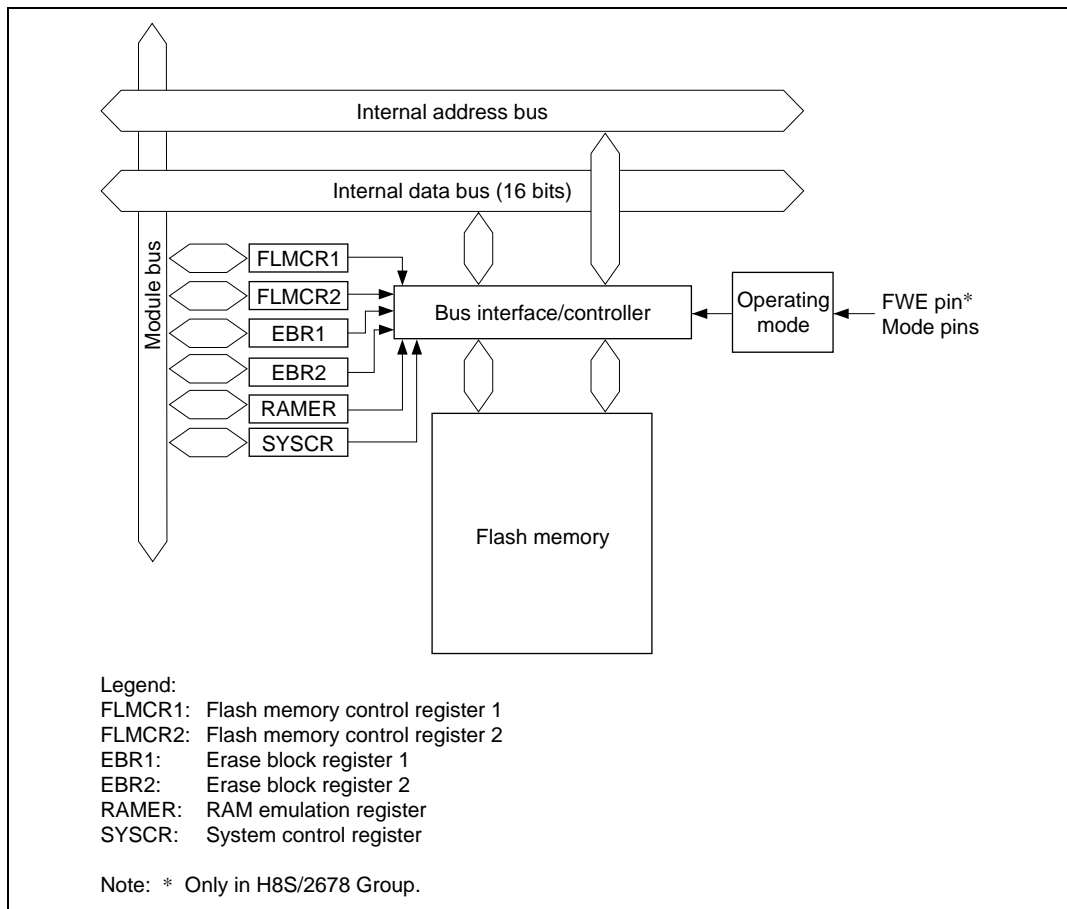 Internal address bus
Internal data bus (16 bits)
Module bus
FLMCR1
FLMCR2
EBR1
EBR2
RAMER
SYSCR
Bus interface/controller
Operating
mode
FWE pin*
Mode pins
Flash memory
Legend:
FLMCR1: Flash memory control register 1
FLMCR2: Flash memory control register 2
EBR1: Erase block register 1
EBR2: Erase block register 2
RAMER: RAM emulation register
SYSCR: System control register
Note: * Only in H8S/2678 Group.